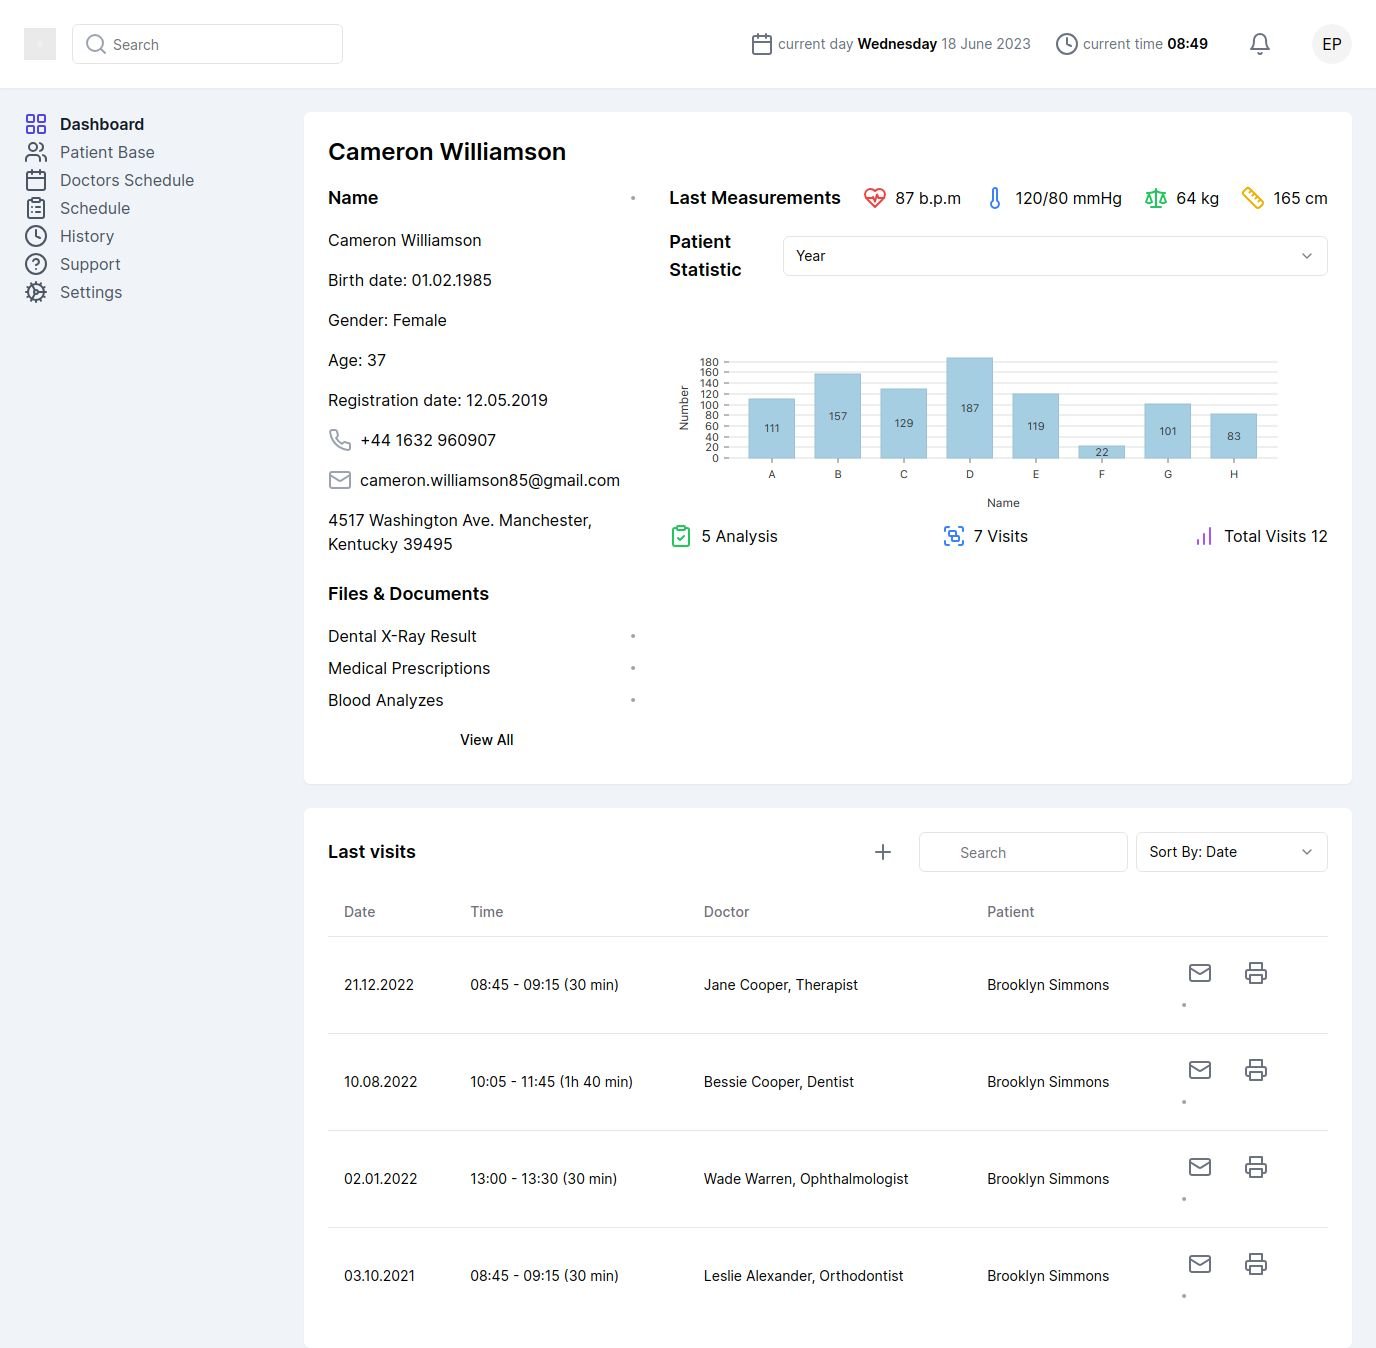 Search
current day Wednesday 18 June 2023
current time 08:49
EP
Dashboard
Patient Base
Doctors Schedule
Schedule
History
Support
Settings
Cameron Williamson
Name
Cameron Williamson
Birth date: 01.02.1985
Gender: Female
Age: 37
Registration date: 12.05.2019
+44 1632 960907
cameron.williamson85@gmail.com
4517 Washington Ave. Manchester,
Kentucky 39495
Files & Documents
Dental X-Ray Result
Medical Prescriptions
Blood Analyzes
View All
Last Measurements
87 b.p.m
120/80 mmHg
64 kg
165 cm
Patient
Statistic
Year
Number
180
160
140
120
100
80
60
40
20
0
111
157
129
187
119
22
101
83
A B C D E F G H
Name
5 Analysis
7 Visits
Total Visits 12
Last visits
Search
Sort By: Date
Date Time Doctor Patient
21.12.2022 08:45 - 09:15 (30 min) Jane Cooper, Therapist Brooklyn Simmons
10.08.2022 10:05 - 11:45 (1h 40 min) Bessie Cooper, Dentist Brooklyn Simmons
02.01.2022 13:00 - 13:30 (30 min) Wade Warren, Ophthalmologist Brooklyn Simmons
03.10.2021 08:45 - 09:15 (30 min) Leslie Alexander, Orthodontist Brooklyn Simmons